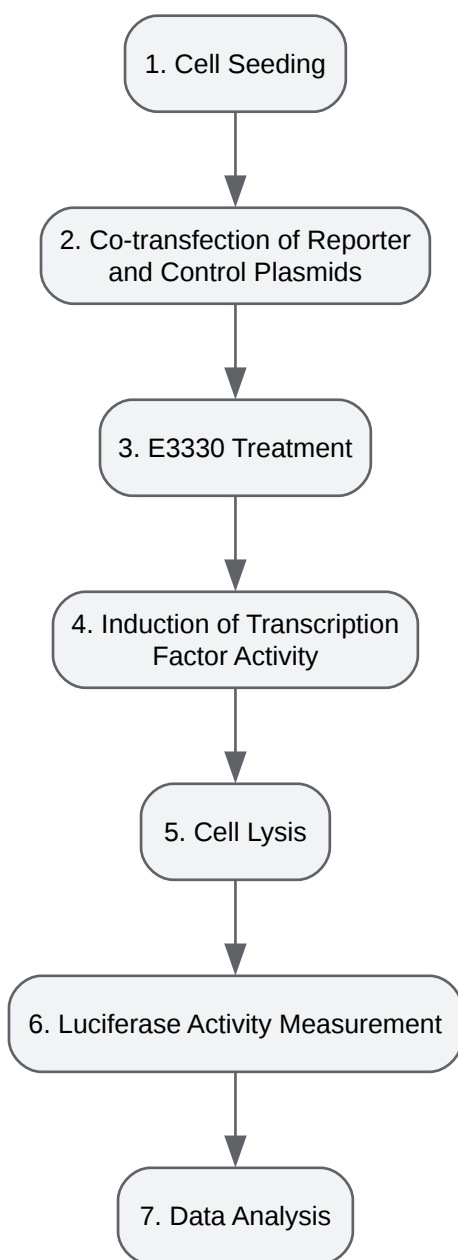 1. Cell Seeding
2. Co-transfection of Reporter
and Control Plasmids
3. E3330 Treatment
4. Induction of Transcription
Factor Activity
5. Cell Lysis
6. Luciferase Activity Measurement
7. Data Analysis